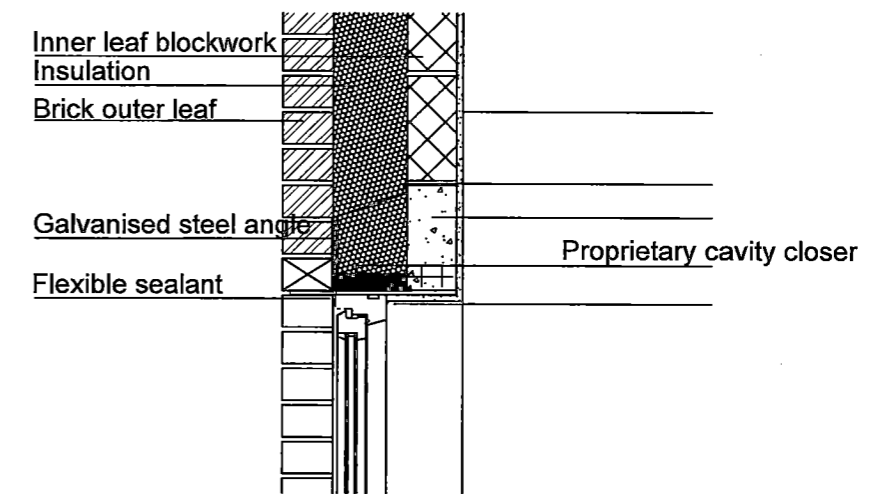 Inner leaf blockwork
Insulation
Brick outer leaf
Galvanised steel angle
Proprietary cavity closer
Flexible sealant